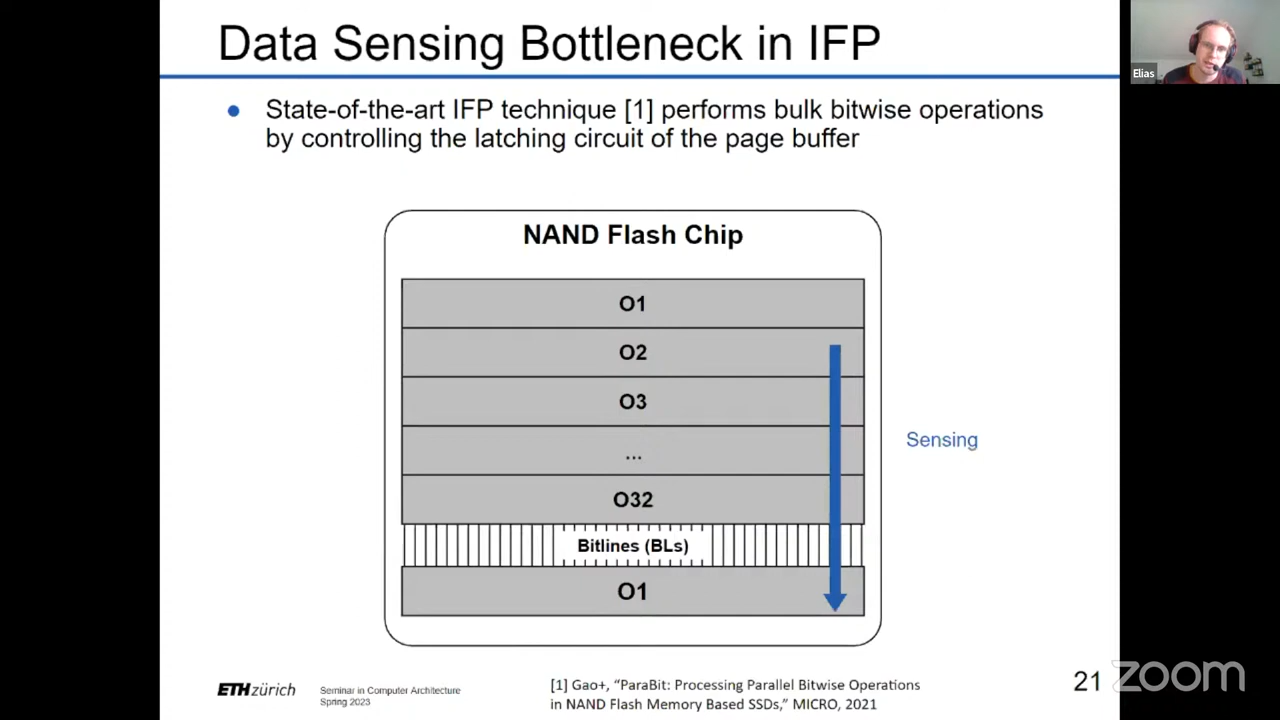 Data Sensing Bottleneck in IFP
Elias
● State-of-the-art IFP technique [1] performs bulk bitwise operations
by controlling the latching circuit of the page buffer
NAND Flash Chip
O1
O2
O3
...
O32
Sensing
Bitlines (BLs)
O1
ETH zürich
Seminar in Computer Architecture
Spring 2023
[1] Gao+, “ParaBit: Processing Parallel Bitwise Operations
in NAND Flash Memory Based SSDs,” MICRO, 2021
21
zoom